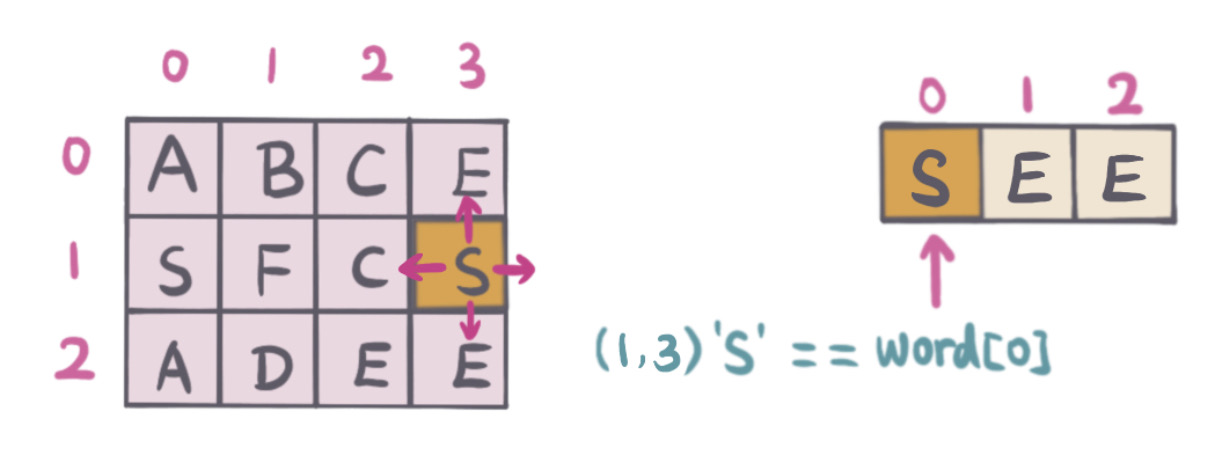 0 1 2 3
0 A B C E
1 S F C S
2 A D E E
0 1 2
S E E
(1,3)'S' == word[0]